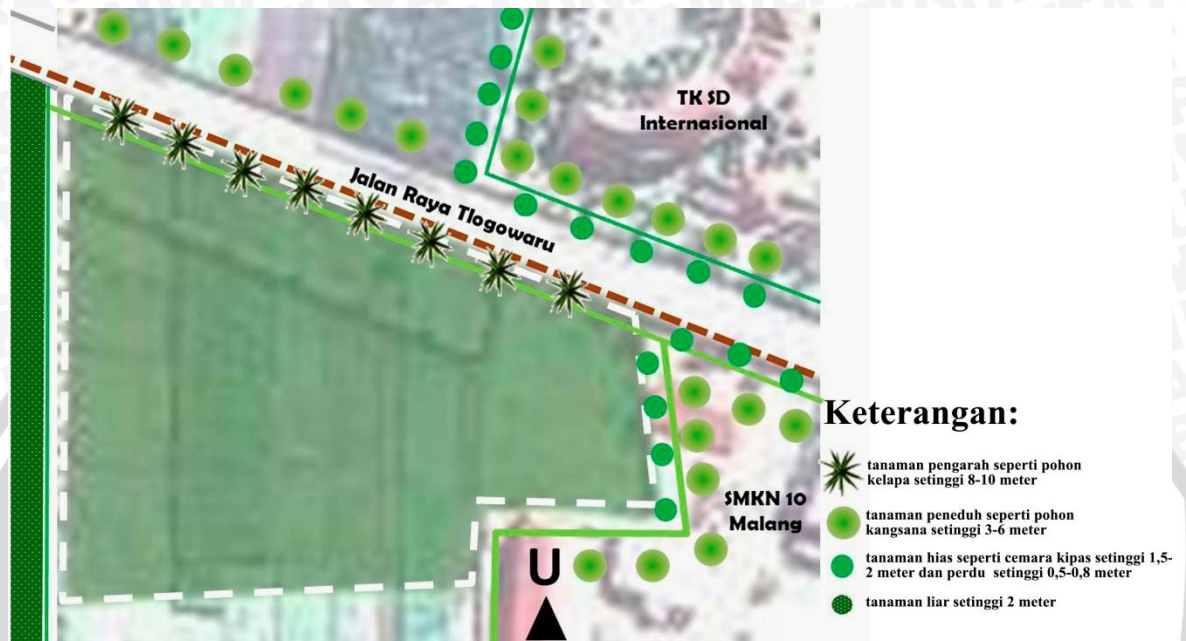 TK SD
Internasional
Jalan Raya Tlogowaru
SMKN 10
Malang
U
Keterangan:
tanaman pengarah seperti pohon
kelapa setinggi 8-10 meter
tanaman peneduh seperti pohon
kangsana setinggi 3-6 meter
tanaman hias seperti cemara kipas setinggi 1,5-
2 meter dan perdu setinggi 0,5-0,8 meter
tanaman liar setinggi 2 meter